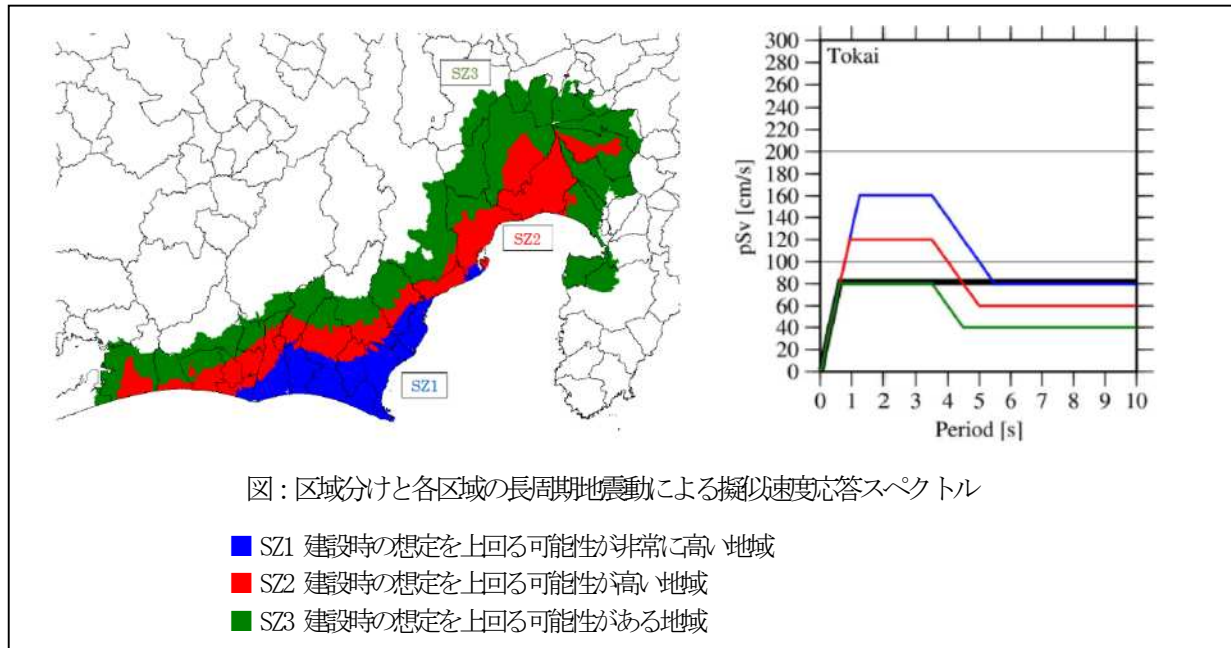 SZ3
SZ2
SZ1
Tokai
300
280
260
240
220
200
180
160
140
120
100
80
60
40
20
0
pSv [cm/s]
0 1 2 3 4 5 6 7 8 9 10
Period [s]
図：区域分けと各区域の長周期地震動による擬似速度応答スペクトル
■ SZ1 建設時の想定を上回る可能性が非常に高い地域
■ SZ2 建設時の想定を上回る可能性が高い地域
■ SZ3 建設時の想定を上回る可能性がある地域